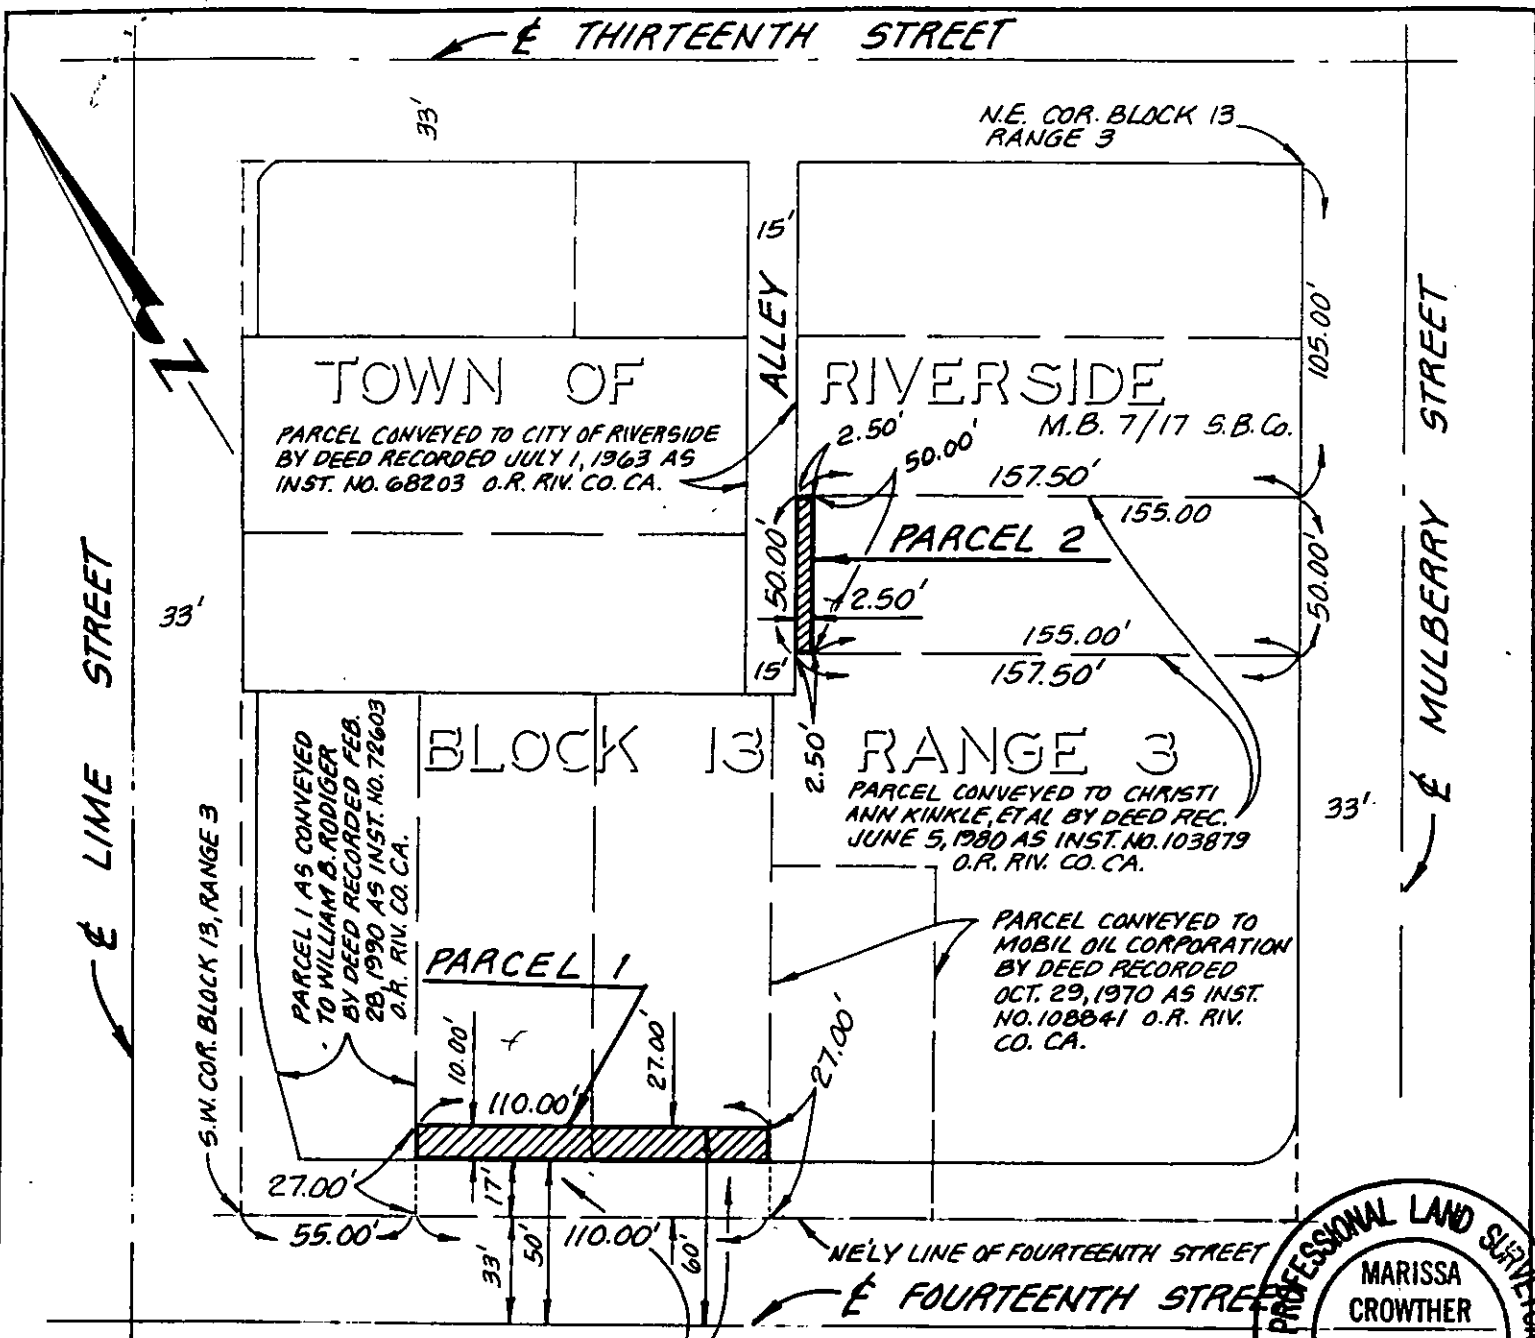 ℄ THIRTEENTH STREET
33'
N.E. COR. BLOCK 13
RANGE 3
15'
ALLEY
105.00'
TOWN OF RIVERSIDE
M.B. 7/17 S.B.Co.
PARCEL CONVEYED TO CITY OF RIVERSIDE
BY DEED RECORDED JULY 1, 1963 AS
INST. NO. 68203 O.R. RIV. CO. CA.
2.50'
50.00'
157.50'
155.00
PARCEL 2
50.00'
2.50'
50.00'
155.00'
157.50'
15'
2.50'
℄ LIME STREET
33'
℄ MULBERRY STREET
33'
BLOCK 13 RANGE 3
PARCEL 1 AS CONVEYED
TO WILLIAM B. RODIGER
BY DEED RECORDED FEB.
28, 1990 AS INST. NO. 72603
O.R. RIV. CO. CA.
PARCEL CONVEYED TO CHRISTI
ANN KINKLE, ET AL BY DEED REC.
JUNE 5, 1980 AS INST. NO. 103879
O.R. RIV. CO. CA.
S.W. COR. BLOCK 13, RANGE 3
PARCEL CONVEYED TO
MOBIL OIL CORPORATION
BY DEED RECORDED
OCT. 29, 1970 AS INST.
NO. 108841 O.R. RIV.
CO. CA.
PARCEL 1
10.00'
27.00'
27.00'
110.00'
27.00'
17'
55.00'
33'
50'
110.00'
60'
NE'LY LINE OF FOURTEENTH STREET
℄ FOURTEENTH STREET
PROFESSIONAL LAND SURVEYOR
MARISSA
CROWTHER